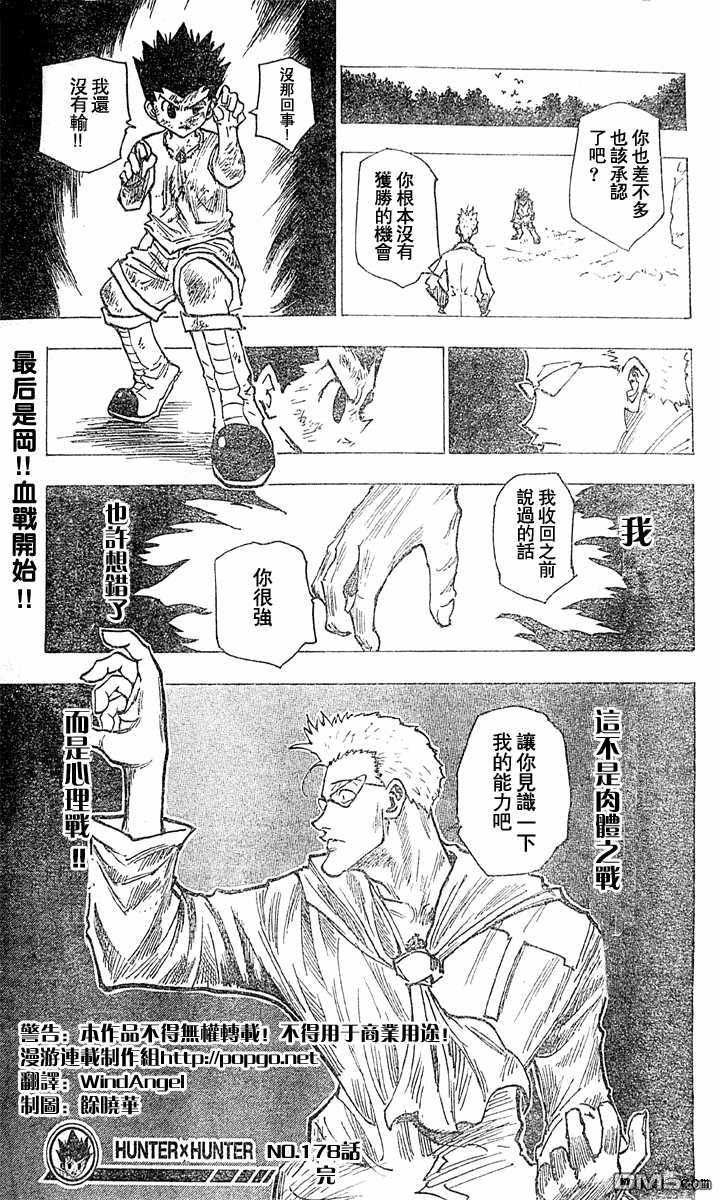 你也差不多
也該承認
了吧？
你根本沒有
獲勝的機會
沒那回事！
我還
沒有輸!!
我收回之前
說過的話
我
你很強
也許想錯了
讓你見識一下
我的能力吧
這不是肉體之戰
而是心理戰!!
最后是岡!!血戰開始!!
警告：本作品不得無權轉載！不得用于商業用途！
漫游連載制作組http://popgo.net
翻譯：WindAngel
制圖：餘曉華
HUNTER×HUNTER NO.178話
完